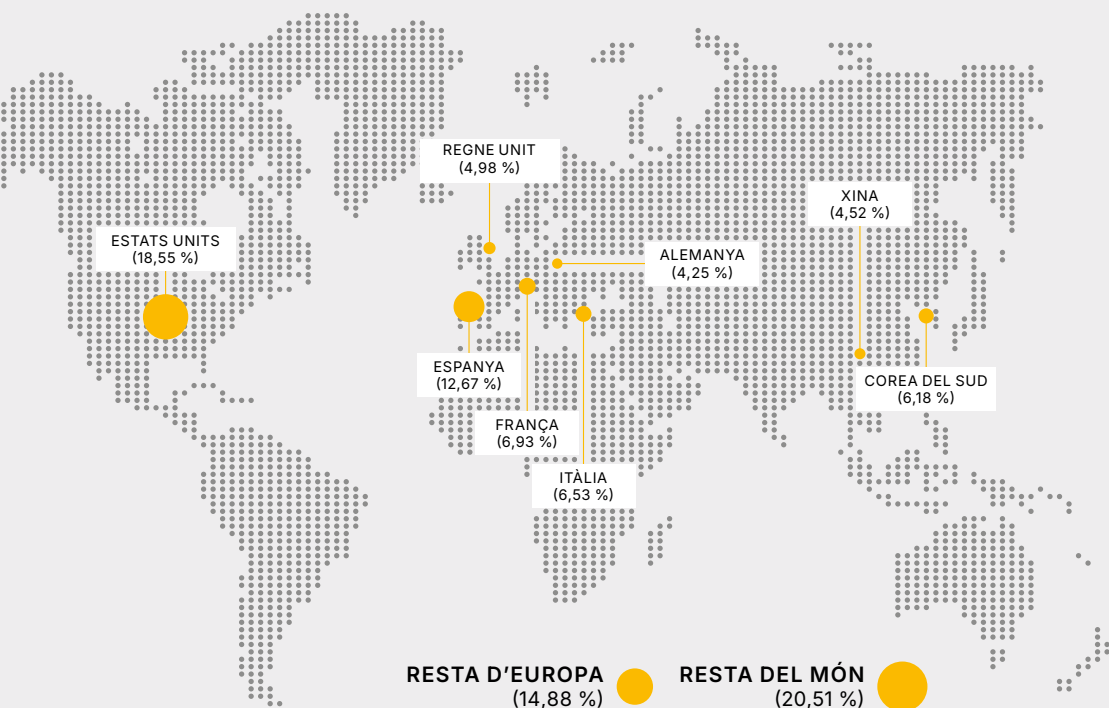 REGNE UNIT
(4,98 %)
XINA
(4,52 %)
ESTATS UNITS
(18,55 %)
ALEMANYA
(4,25 %)
ESPANYA
(12,67 %)
COREA DEL SUD
(6,18 %)
FRANÇA
(6,93 %)
ITÀLIA
(6,53 %)
RESTA D’EUROPA
(14,88 %)
RESTA DEL MÓN
(20,51 %)